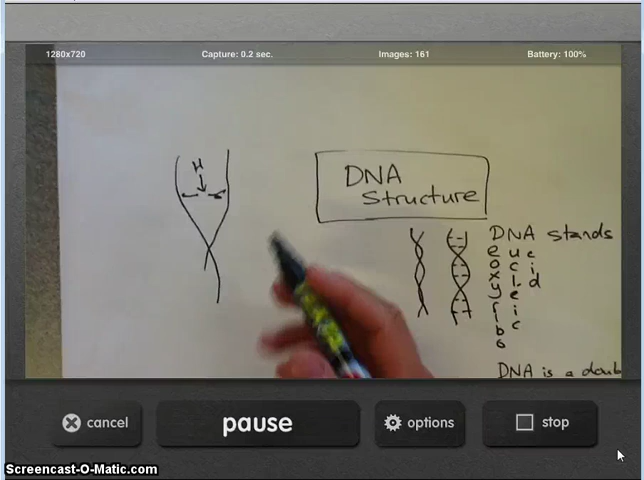 1280x720 Capture: 0.2 sec. Images: 161 Battery: 100%
H
DNA
Structure
DNA stands
e u c
o c i
x L d
y e
r i
b c
o
DNA is a doub
cancel pause options stop
Screencast-O-Matic.com